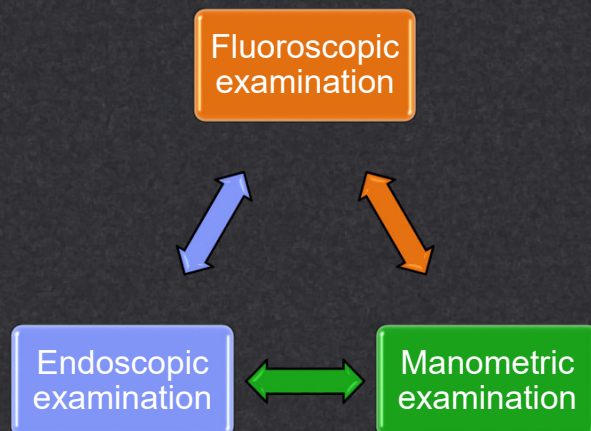 Fluoroscopic
examination
Endoscopic
examination
Manometric
examination